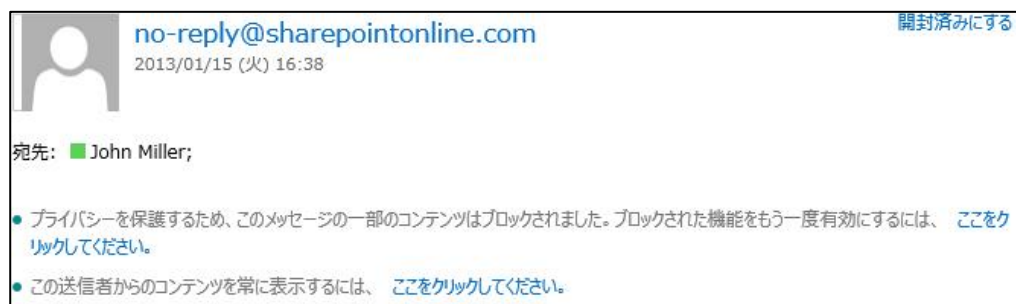 no-reply@sharepointonline.com
開封済みにする
2013/01/15 (火) 16:38
宛先: John Miller;
プライバシーを保護するため、このメッセージの一部のコンテンツはブロックされました。ブロックされた機能をもう一度有効にするには、 ここをク
リックしてください。
この送信者からのコンテンツを常に表示するには、 ここをクリックしてください。